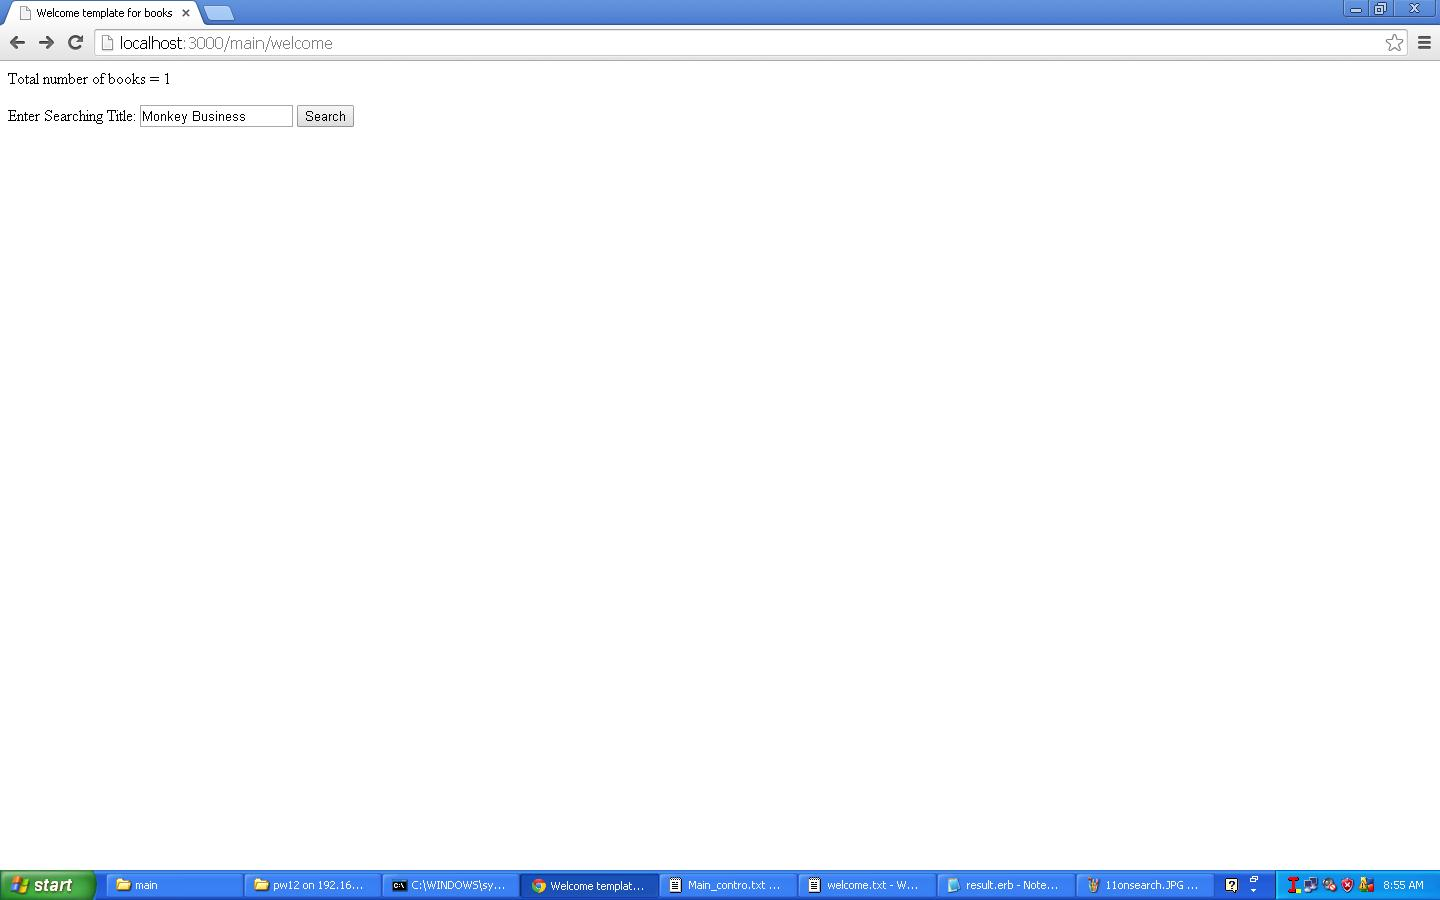 Welcome template for books
localhost:3000/main/welcome
Total number of books = 1
Enter Searching Title: Monkey Business Search
start main pw12 on 192.16... C:\WINDOWS\sy... Welcome templat... Main_contro.txt ... welcome.txt - W... result.erb - Note... 11onsearch.JPG ... 8:55 AM